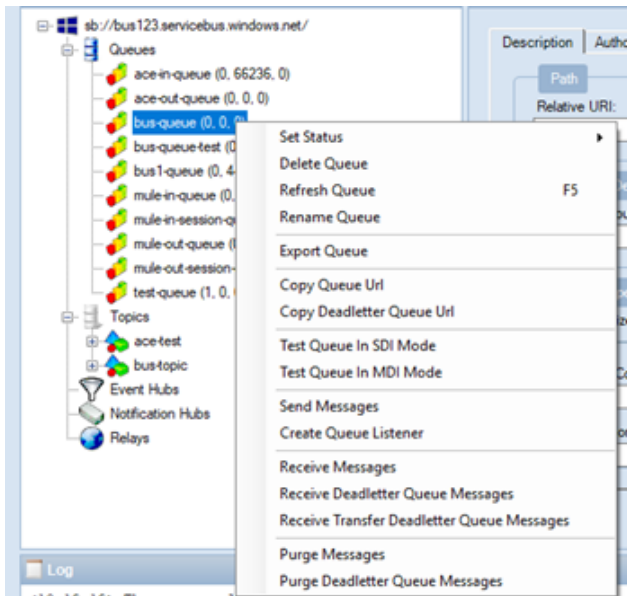 sb://bus123.servicebus.windows.net/
Queues
ace-in-queue (0, 66236, 0)
ace-out-queue (0, 0, 0)
bus-queue (0, 0, 0)
bus-queue-test (0
bus1-queue (0, 4
mule-in-queue (0,
mule-in-session-q
mule-out-queue (
mule-out-session-
test-queue (1, 0,
Topics
ace-test
bus-topic
Event Hubs
Notification Hubs
Relays
Log
Description
Autho
Path
Relative URI:
Set Status
Delete Queue
Refresh Queue F5
Rename Queue
Export Queue
Copy Queue Url
Copy Deadletter Queue Url
Test Queue In SDI Mode
Test Queue In MDI Mode
Send Messages
Create Queue Listener
Receive Messages
Receive Deadletter Queue Messages
Receive Transfer Deadletter Queue Messages
Purge Messages
Purge Deadletter Queue Messages